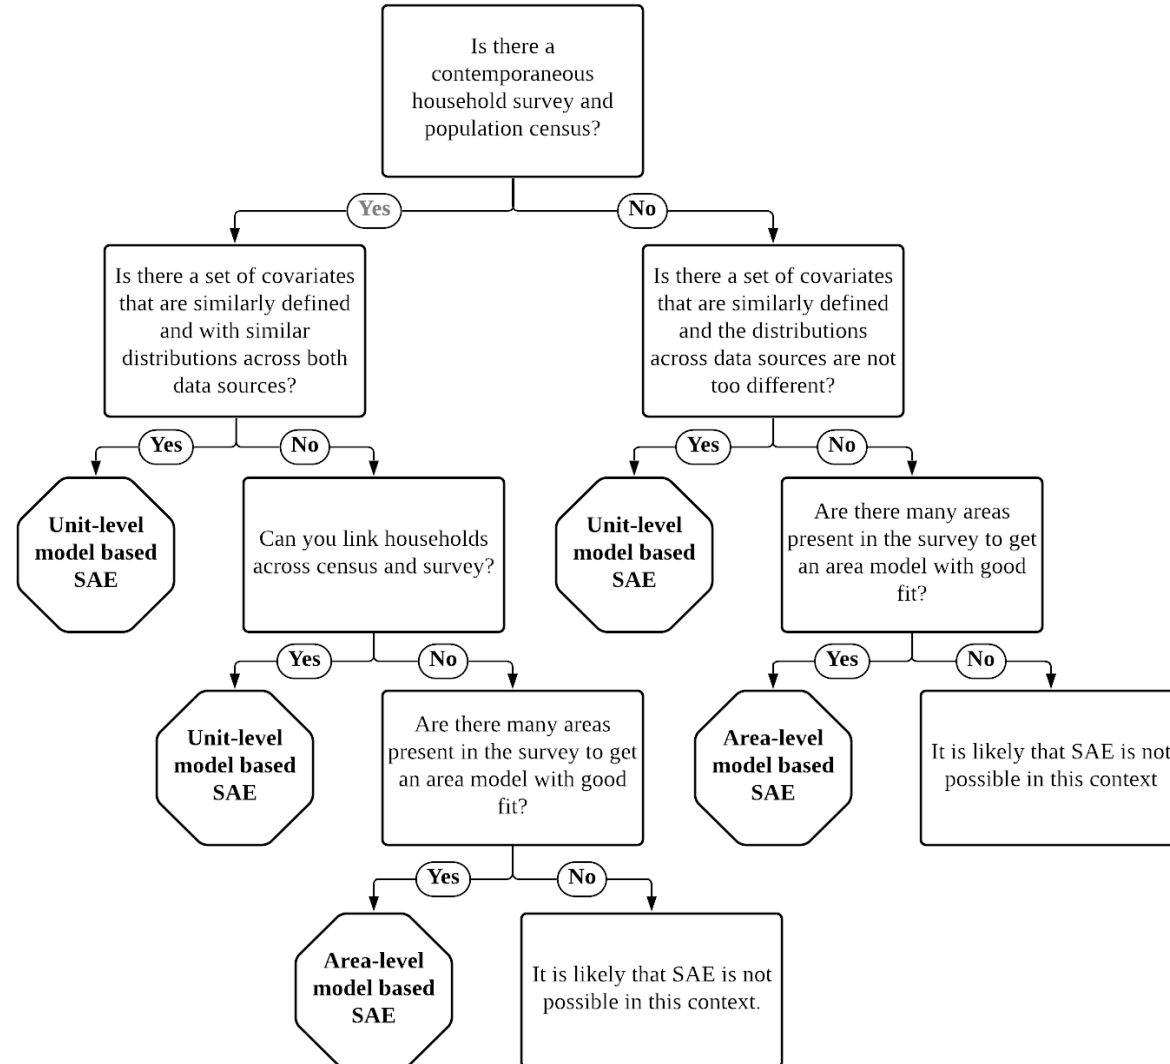 Is there a
contemporaneous
household survey and
population census?
Yes
No
Is there a set of covariates
that are similarly defined
and with similar
distributions across both
data sources?
Is there a set of covariates
that are similarly defined
and the distributions
across data sources are not
too different?
Yes
No
Yes
No
Unit-level
model based
SAE
Can you link households
across census and survey?
Unit-level
model based
SAE
Are there many areas
present in the survey to get
an area model with good
fit?
Yes
No
Yes
No
Unit-level
model based
SAE
Are there many areas
present in the survey to get
an area model with good
fit?
Area-level
model based
SAE
It is likely that SAE is not
possible in this context
Yes
No
Area-level
model based
SAE
It is likely that SAE is not
possible in this context.